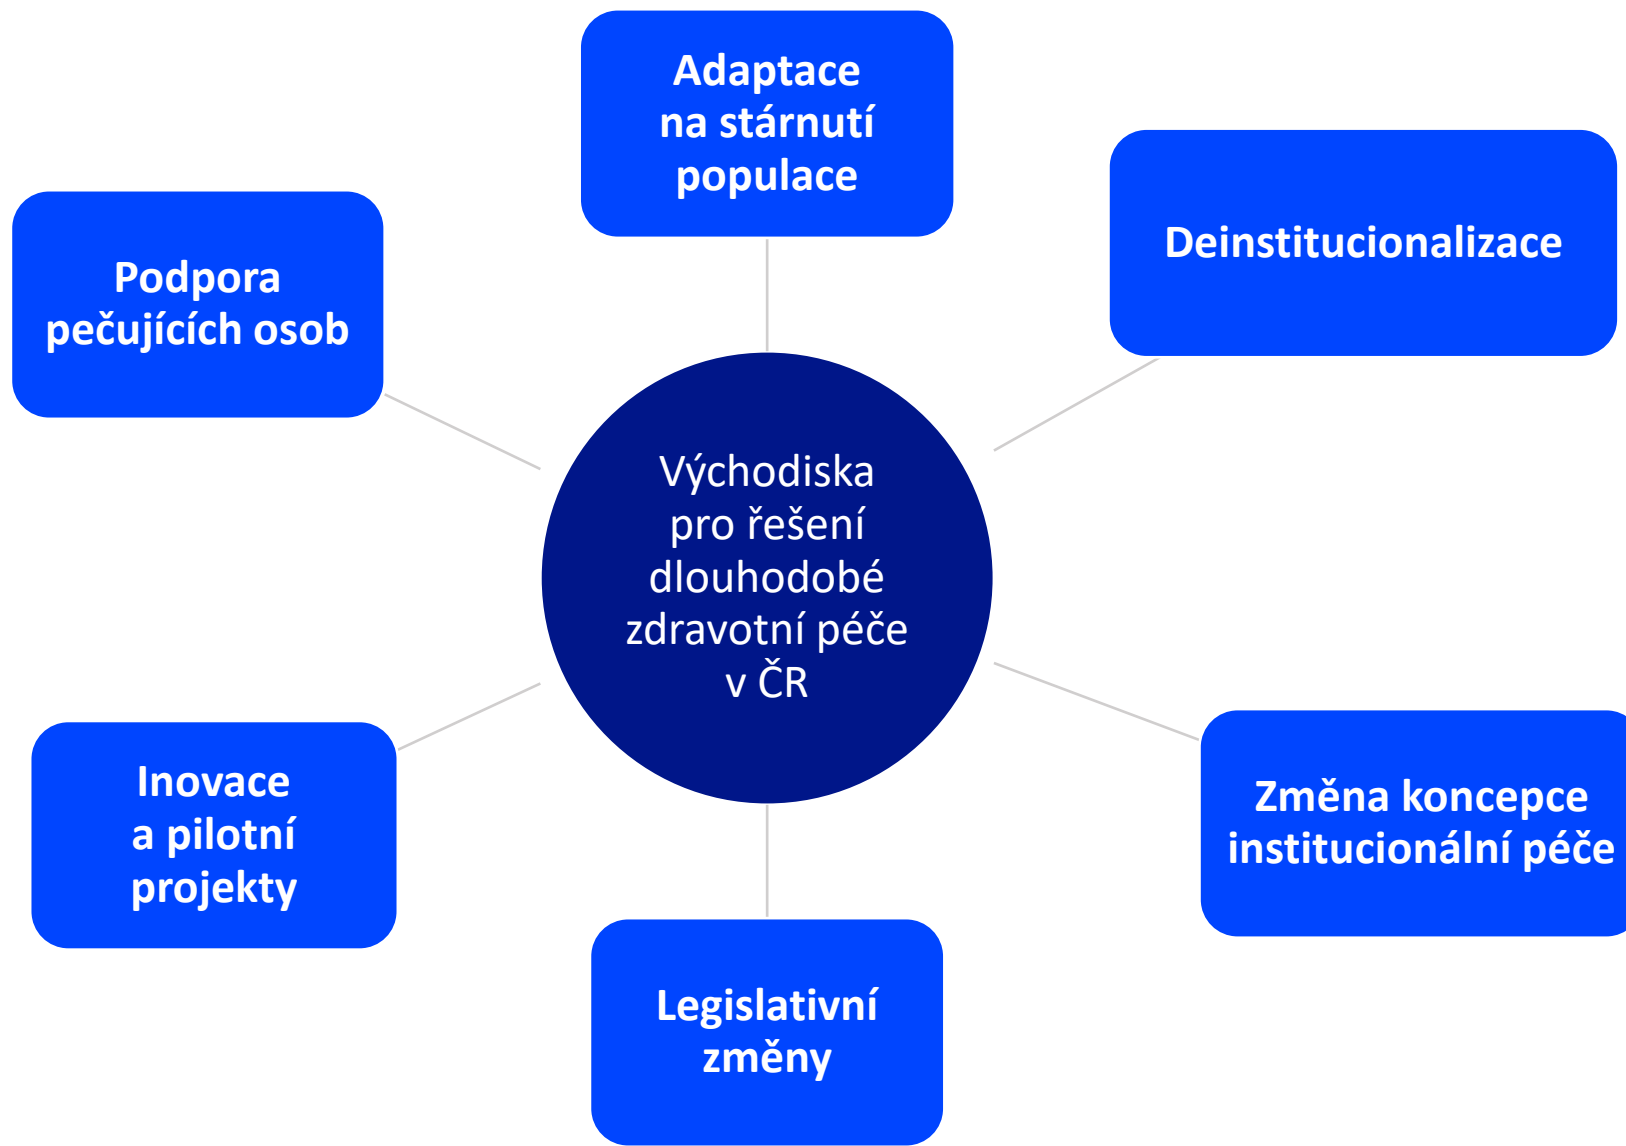 Adaptace
na stárnutí
populace
Deinstitucionalizace
Podpora
pečujících osob
Východiska
pro řešení
dlouhodobé
zdravotní péče
v ČR
Inovace
a pilotní
projekty
Změna koncepce
institucionální péče
Legislativní
změny